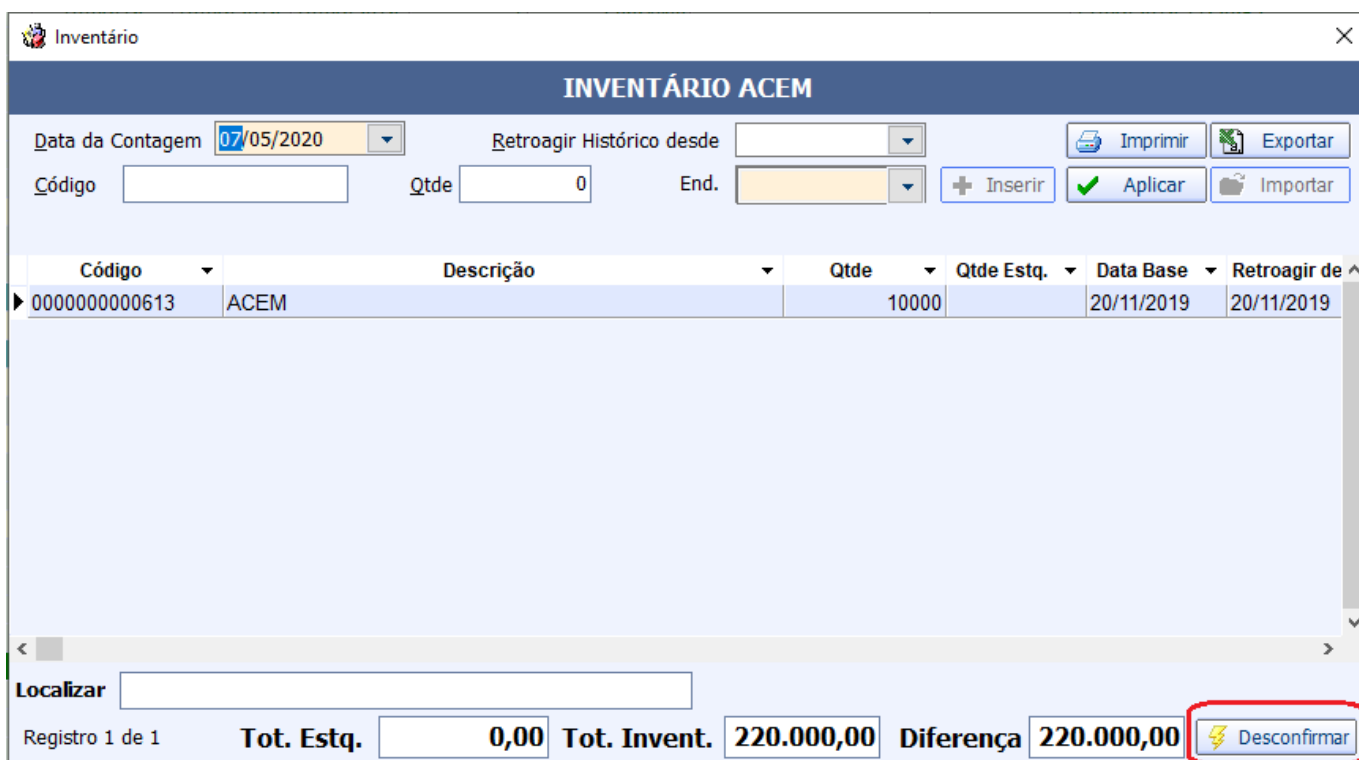 Inventário
INVENTÁRIO ACEM
Data da Contagem 07/05/2020 Retroagir Histórico desde Imprimir Exportar
Código Qtde 0 End. Inserir Aplicar Importar
Código Descrição Qtde Qtde Estq. Data Base Retroagir de
0000000000613 ACEM 10000 20/11/2019 20/11/2019
Localizar
Registro 1 de 1 Tot. Estq. 0,00 Tot. Invent. 220.000,00 Diferença 220.000,00 Desconfirmar